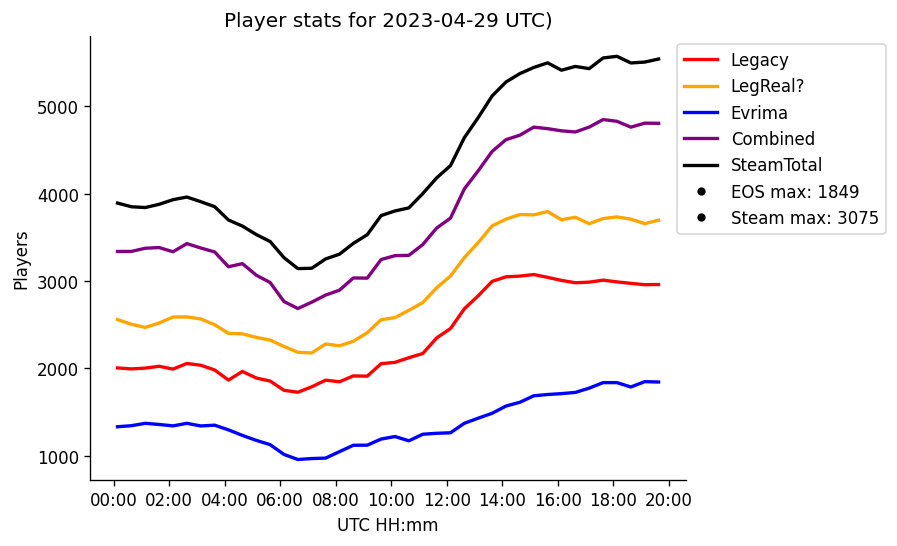 Player stats for 2023-04-29 UTC)
Players
5000
4000
3000
2000
1000
00:00 02:00 04:00 06:00 08:00 10:00 12:00 14:00 16:00 18:00 20:00
UTC HH:mm
Legacy
LegReal?
Evrima
Combined
SteamTotal
EOS max: 1849
Steam max: 3075